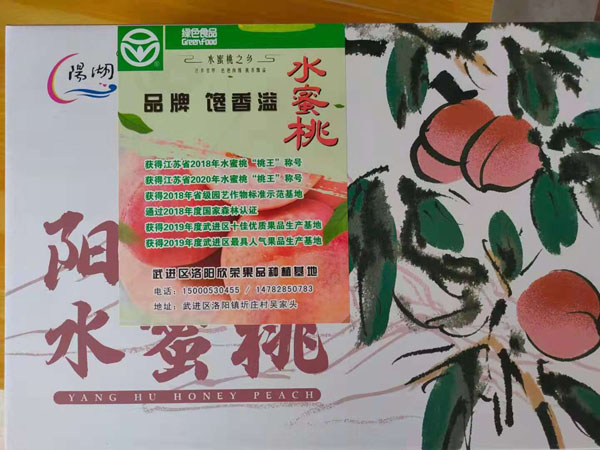 陽湖
绿色食品
GreenFood
水蜜桃之乡
水蜜桃
品牌 馋香溢
获得江苏省2018年水蜜桃“桃王”称号
获得江苏省2020年水蜜桃“桃王”称号
获得2018年省级园艺作物标准示范基地
通过2018年度国家森林认证
获得2019年度武进区十佳优质果品生产基地
获得2019年度武进区最具人气果品生产基地
武进区洛阳欣荣果品种植基地
电话：15000530455 / 14782850783
地址：武进区洛阳镇圻庄村吴家头
阳
水蜜桃
YANG HU HONEY PEACH